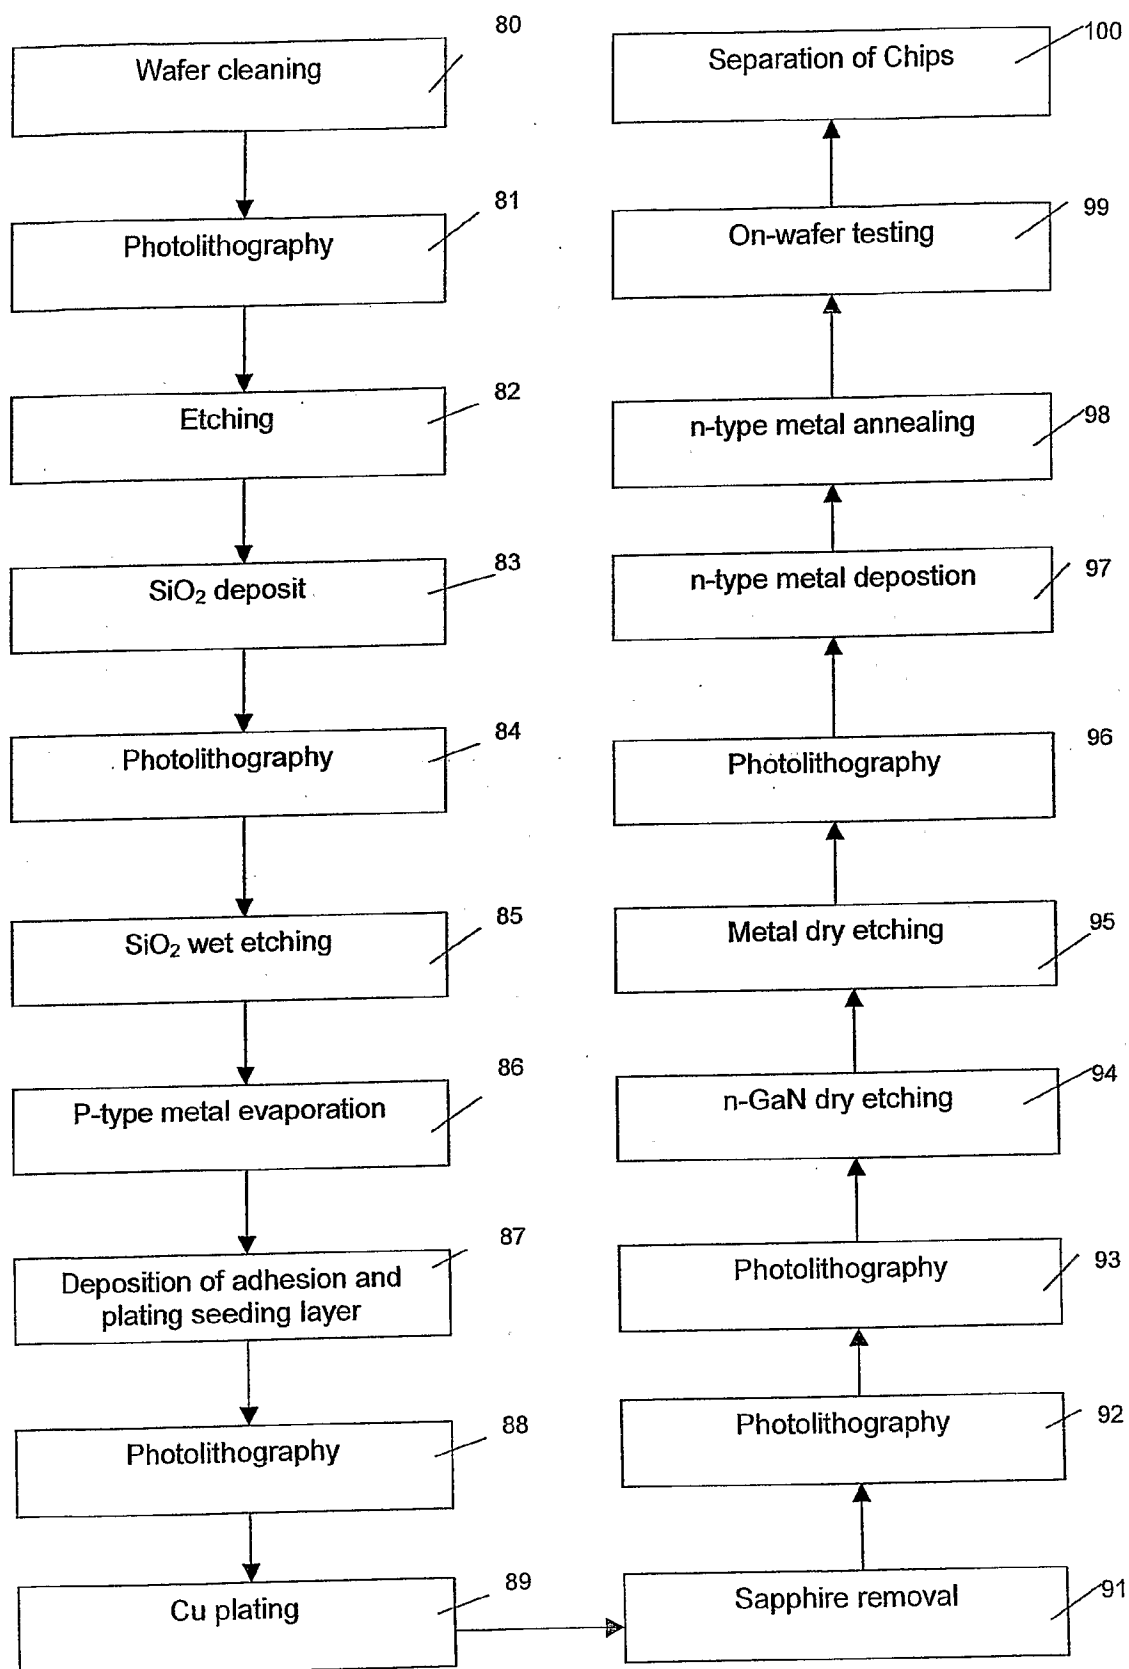 80
Wafer cleaning
81
Photolithography
82
Etching
83
SiO₂ deposit
84
Photolithography
85
SiO₂ wet etching
86
P-type metal evaporation
87
Deposition of adhesion and
plating seeding layer
88
Photolithography
89
Cu plating
91
Sapphire removal
92
Photolithography
93
Photolithography
94
n-GaN dry etching
95
Metal dry etching
96
Photolithography
97
n-type metal depostion
98
n-type metal annealing
99
On-wafer testing
100
Separation of Chips